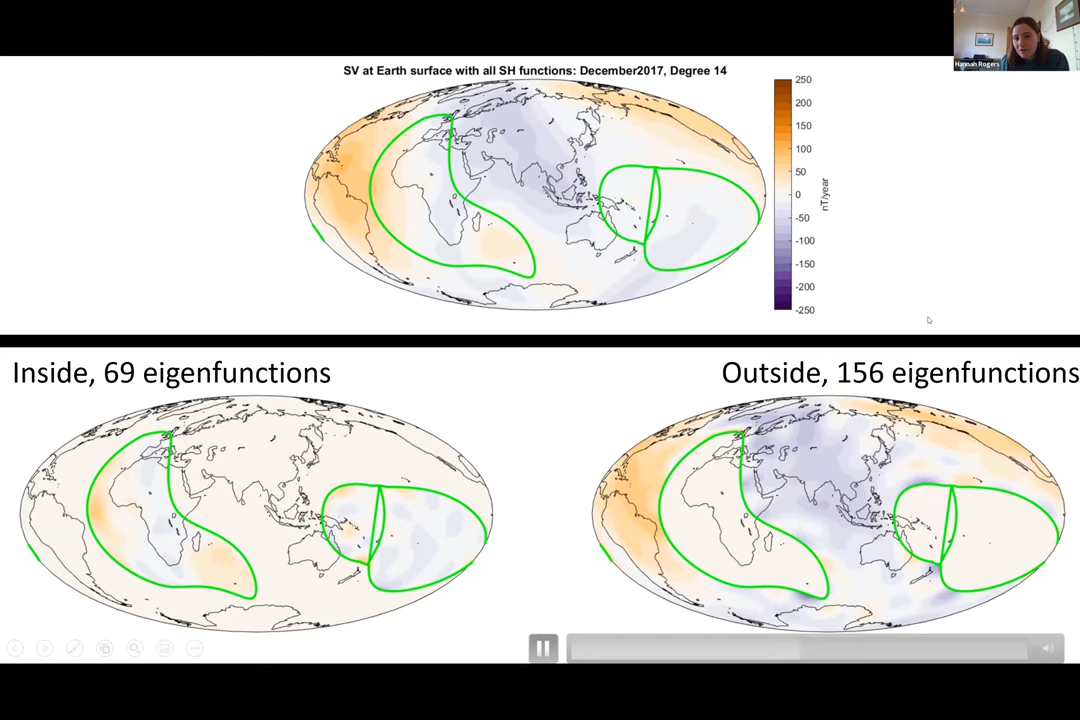 Hannah Rogers
SV at Earth surface with all SH functions: December2017, Degree 14
250
200
150
100
50
0
-50
-100
-150
-200
-250
nT/year
Inside, 69 eigenfunctions
Outside, 156 eigenfunctions